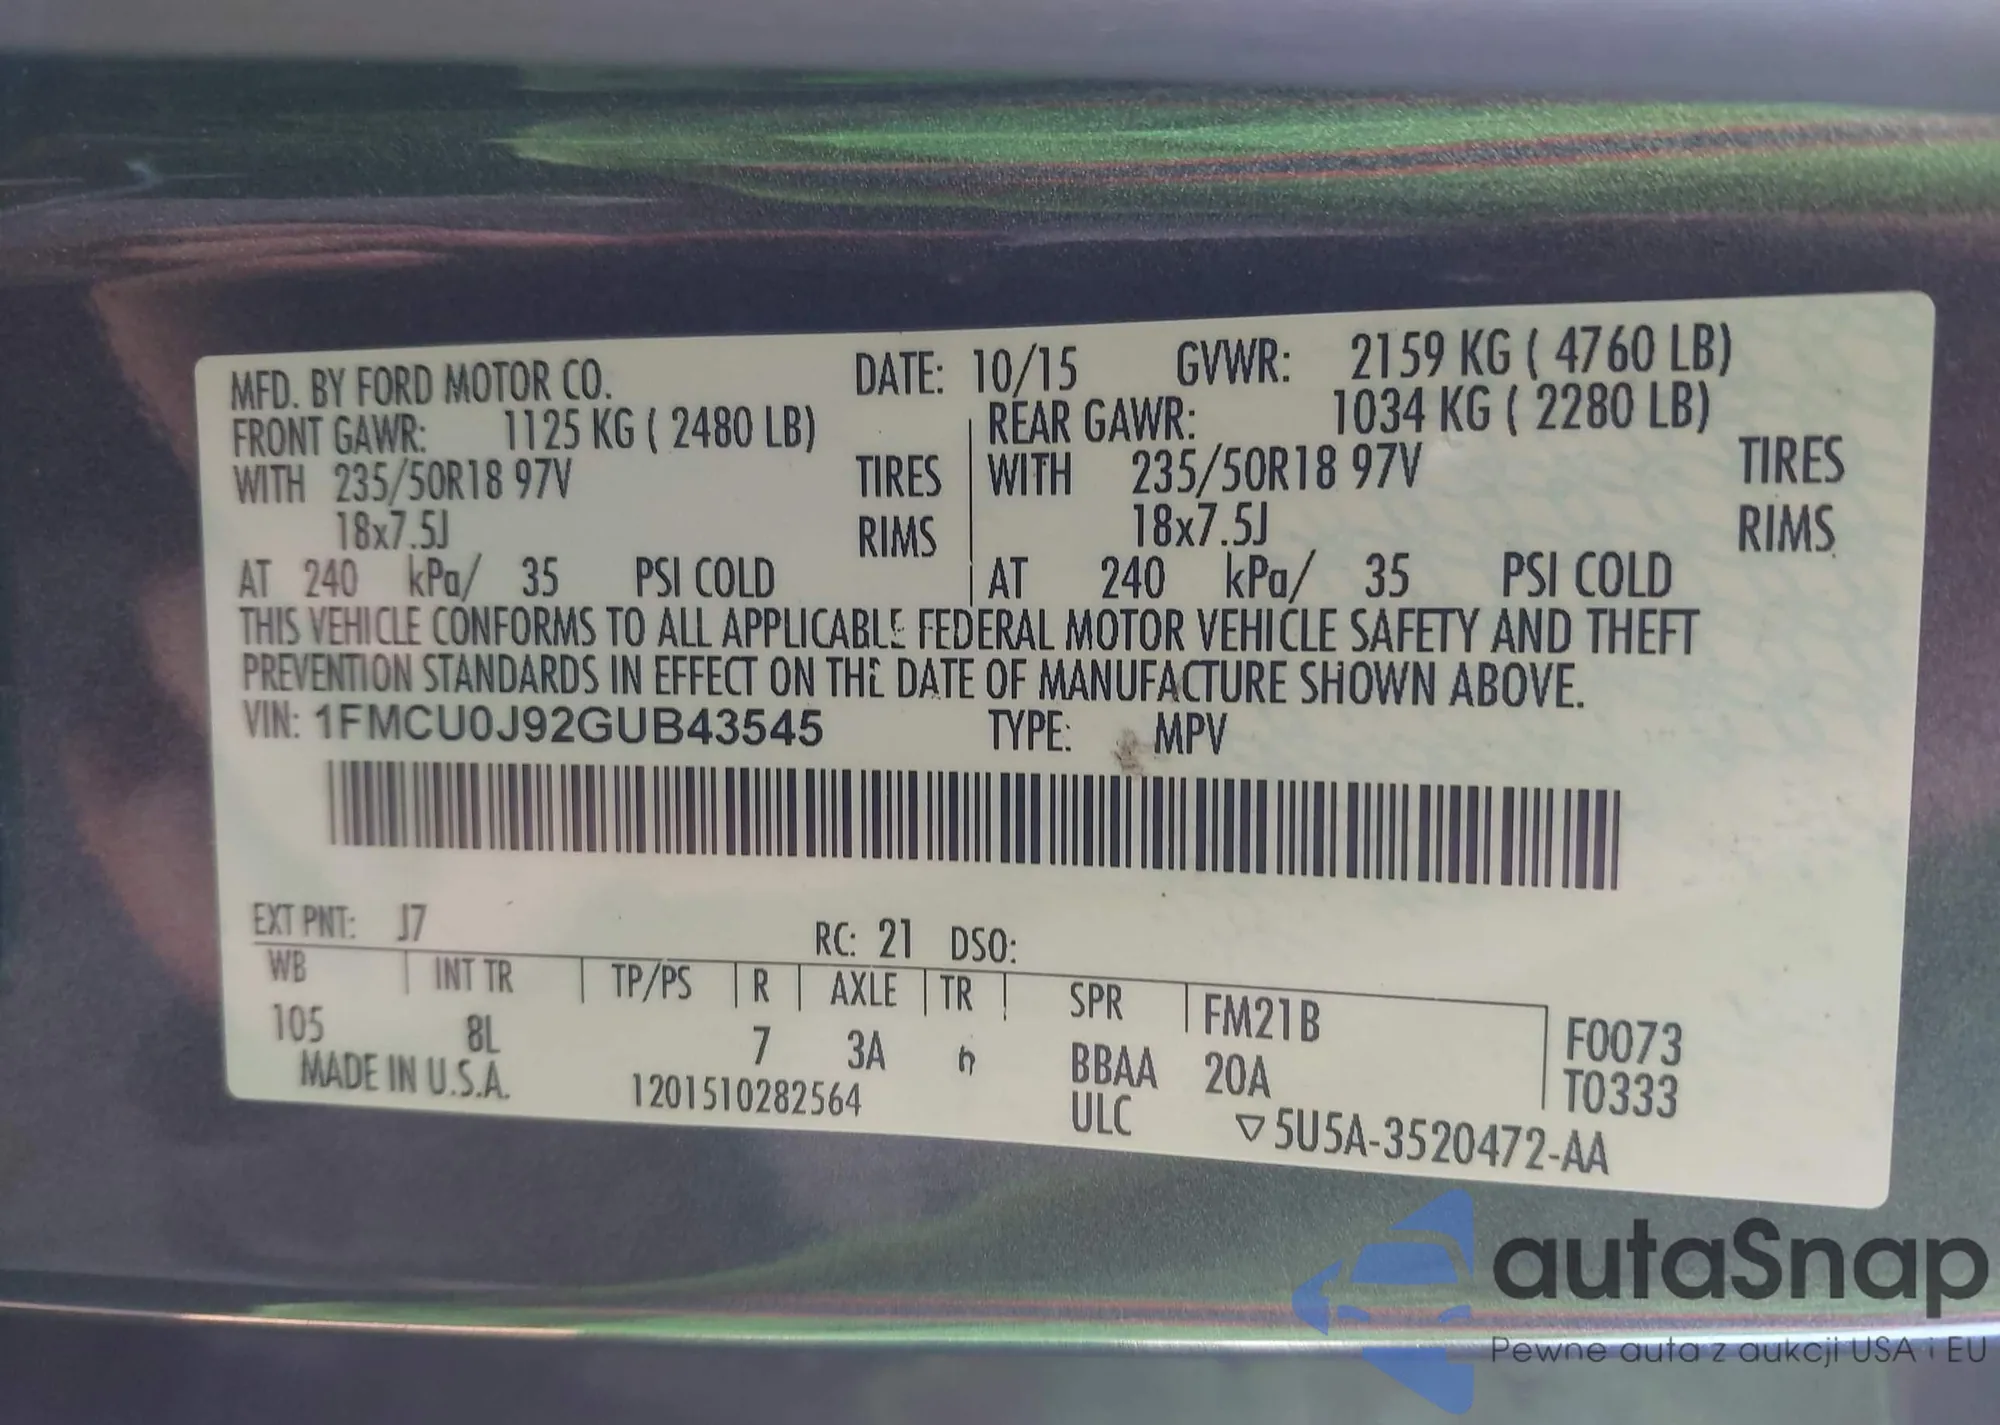 MFD. BY FORD MOTOR CO. DATE: 10/15 GVWR: 2159 KG ( 4760 LB)
FRONT GAWR: 1125 KG ( 2480 LB) REAR GAWR: 1034 KG ( 2280 LB)
WITH 235/50R18 97V TIRES WITH 235/50R18 97V TIRES
18x7.5J RIMS 18x7.5J RIMS
AT 240 kPa/ 35 PSI COLD AT 240 kPa/ 35 PSI COLD
THIS VEHICLE CONFORMS TO ALL APPLICABLE FEDERAL MOTOR VEHICLE SAFETY AND THEFT
PREVENTION STANDARDS IN EFFECT ON THE DATE OF MANUFACTURE SHOWN ABOVE.
VIN: 1FMCU0J92GUB43545 TYPE: MPV
EXT PNT: J7 RC: 21 DSO:
WB INT TR TP/PS R AXLE TR SPR FM21B F0073
105 8L 7 3A BBAA 20A T0333
MADE IN U.S.A. 1201510282564 ULC ▽5U5A-3520472-AA
autaSnap
Pewne auta z aukcji USA i EU